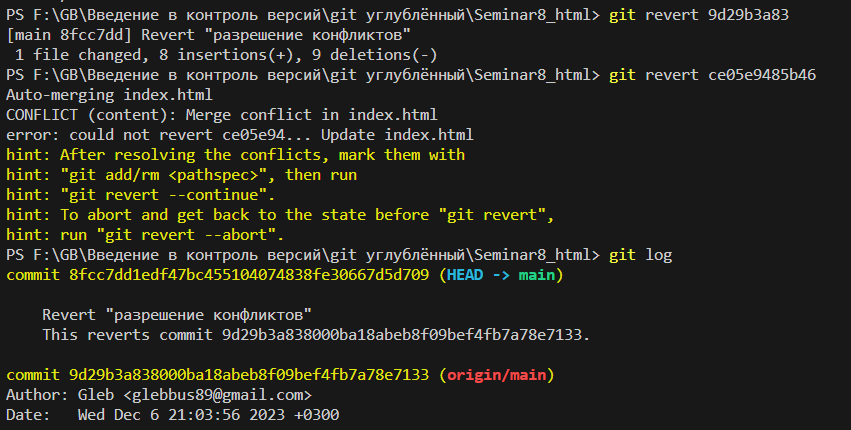 PS F:\GB\Введение в контроль версий\git углублённый\Seminar8_html> git revert 9d29b3a83
[main 8fcc7dd] Revert "разрешение конфликтов"
 1 file changed, 8 insertions(+), 9 deletions(-)
PS F:\GB\Введение в контроль версий\git углублённый\Seminar8_html> git revert ce05e9485b46
Auto-merging index.html
CONFLICT (content): Merge conflict in index.html
error: could not revert ce05e94... Update index.html
hint: After resolving the conflicts, mark them with
hint: "git add/rm <pathspec>", then run
hint: "git revert --continue".
hint: To abort and get back to the state before "git revert",
hint: run "git revert --abort".
PS F:\GB\Введение в контроль версий\git углублённый\Seminar8_html> git log
commit 8fcc7dd1edf47bc455104074838fe30667d5d709 (HEAD -> main)
    Revert "разрешение конфликтов"
    This reverts commit 9d29b3a838000ba18abeb8f09bef4fb7a78e7133.
commit 9d29b3a838000ba18abeb8f09bef4fb7a78e7133 (origin/main)
Author: Gleb <glebbus89@gmail.com>
Date:   Wed Dec 6 21:03:56 2023 +0300